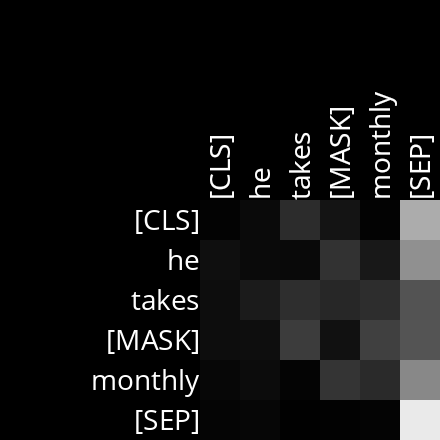 [CLS]
he
takes
[MASK]
monthly
[SEP]
[CLS]
he
takes
[MASK]
monthly
[SEP]